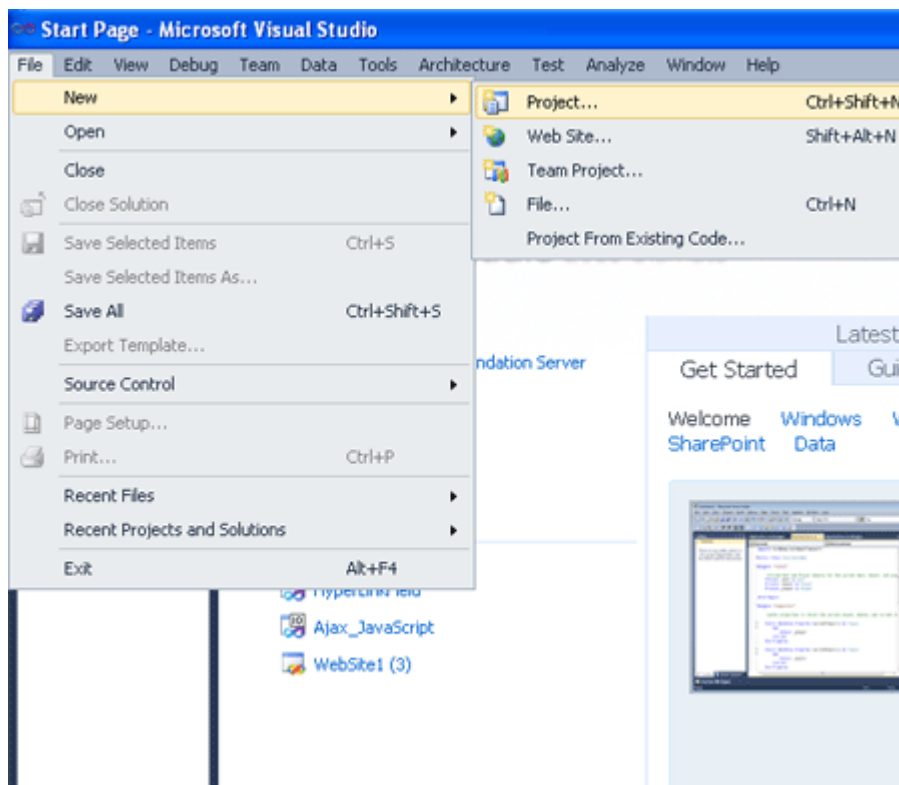 Start Page - Microsoft Visual Studio
File Edit View Debug Team Data Tools Architecture Test Analyze Window Help
New
Project... Ctrl+Shift+N
Open
Web Site... Shift+Alt+N
Close
Team Project...
Close Solution
File... Ctrl+N
Save Selected Items Ctrl+S
Project From Existing Code...
Save Selected Items As...
Save All Ctrl+Shift+S
Export Template...
Latest
ndation Server
Get Started Gui
Source Control
Page Setup...
Welcome Windows
SharePoint Data
Print... Ctrl+P
Recent Files
Recent Projects and Solutions
Exit Alt+F4
HyperLinkField
Ajax_JavaScript
WebSite1 (3)